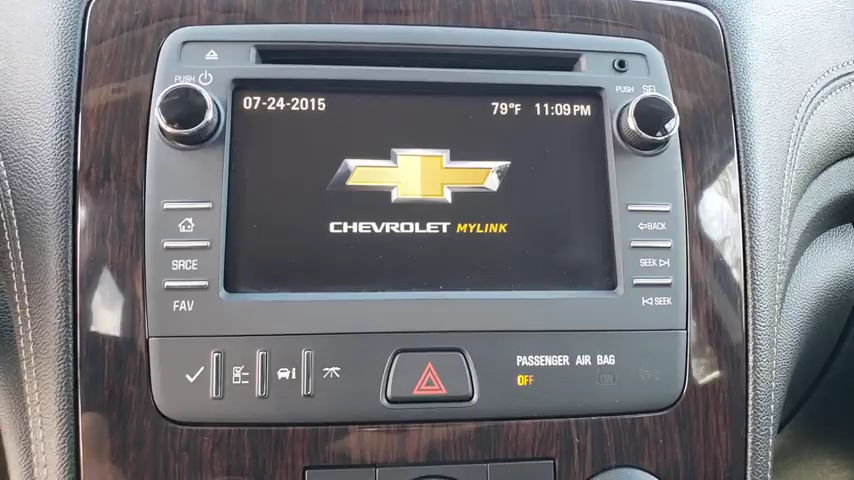 PUSH
PUSH SEL
07-24-2015 79°F 11:09 PM
CHEVROLET MYLINK
BACK
SRCE
SEEK
FAV
SEEK
PASSENGER AIR BAG
OFF